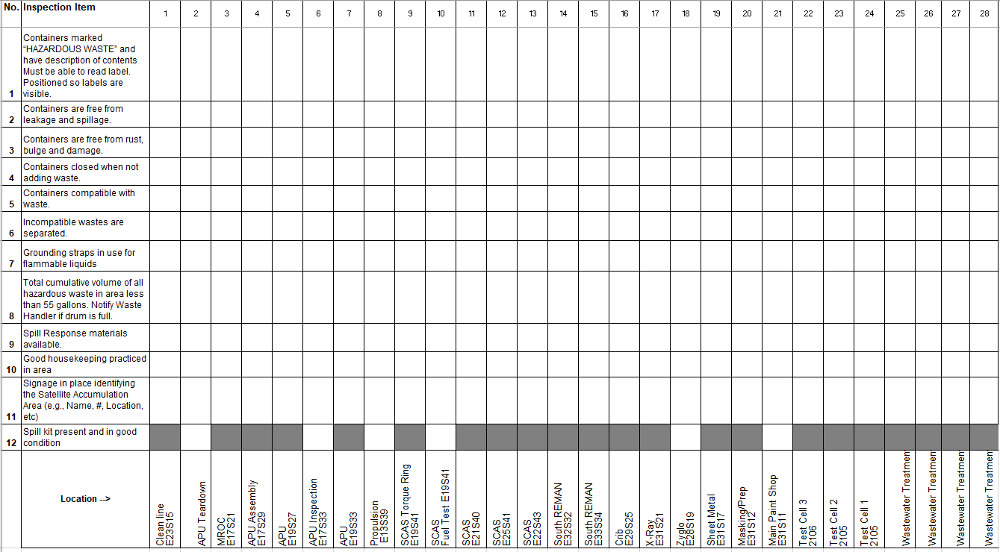 No. Inspection Item 1 2 3 4 5 6 7 8 9 10 11 12 13 14 15 16 17 18 19 20 21 22 23 24 25 26 27 28
Containers marked
“HAZARDOUS WASTE” and
have description of contents
Must be able to read label.
Positioned so labels are
1 visible.
Containers are free from
2 leakage and spillage.
Containers are free from rust,
3 bulge and damage.
Containers closed when not
4 adding waste.
Containers compatible with
5 waste.
Incompatible wastes are
6 separated.
Grounding straps in use for
7 flammable liquids
Total cumulative volume of all
hazardous waste in area less
than 55 gallons. Notify Waste
8 Handler if drum is full.
Spill Response materials
9 available.
Good housekeeping practiced
10 in area
Signage in place identifying
the Satellite Accumulation
Area (e.g., Name, #, Location,
11 etc)
Spill kit present and in good
12 condition
Location -->
Clean line
E23S15
APU Teardown
MROC
E17S21
APU Assembly
E17S29
APU
E19S27
APU Inspection
E17S33
APU
E19S33
Propulsion
E13S39
SCAS Torque Ring
E19S41
SCAS
Fuel Test E19S41
SCAS
E21S40
SCAS
E25S41
SCAS
E22S43
South REMAN
E32S32
South REMAN
E33S34
Crib
E29S25
X-Ray
E31S21
Zyglo
E28S19
Sheet Metal
E31S17
Masking/Prep
E31S12
Main Paint Shop
E31S11
Test Cell 3
2106
Test Cell 2
2105
Test Cell 1
2105
Wastewater Treatmen
Wastewater Treatmen
Wastewater Treatmen
Wastewater Treatmen